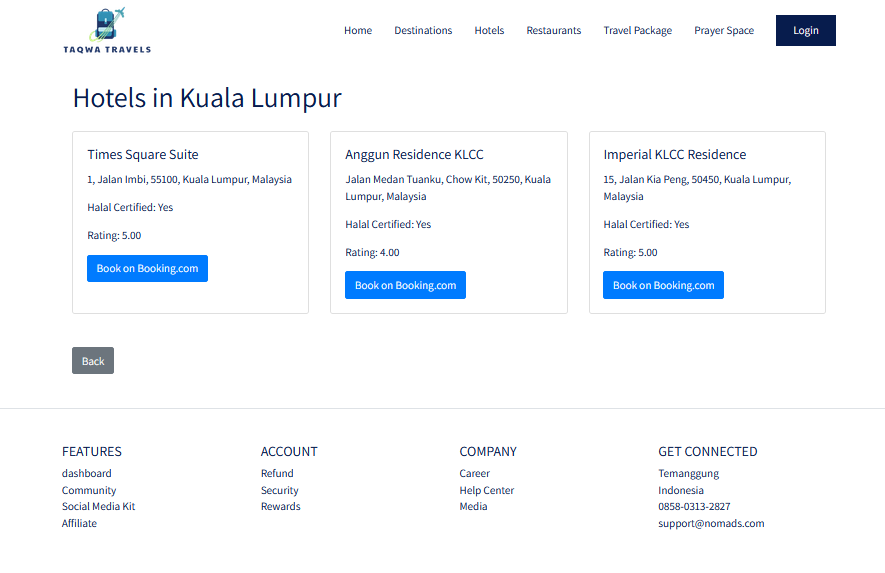 TAQWA TRAVELS
Home Destinations Hotels Restaurants Travel Package Prayer Space Login
Hotels in Kuala Lumpur
Times Square Suite
1, Jalan Imbi, 55100, Kuala Lumpur, Malaysia
Halal Certified: Yes
Rating: 5.00
Book on Booking.com
Anggun Residence KLCC
Jalan Medan Tuanku, Chow Kit, 50250, Kuala
Lumpur, Malaysia
Halal Certified: Yes
Rating: 4.00
Book on Booking.com
Imperial KLCC Residence
15, Jalan Kia Peng, 50450, Kuala Lumpur,
Malaysia
Halal Certified: Yes
Rating: 5.00
Book on Booking.com
Back
FEATURES
dashboard
Community
Social Media Kit
Affiliate
ACCOUNT
Refund
Security
Rewards
COMPANY
Career
Help Center
Media
GET CONNECTED
Temanggung
Indonesia
0858-0313-2827
support@nomads.com